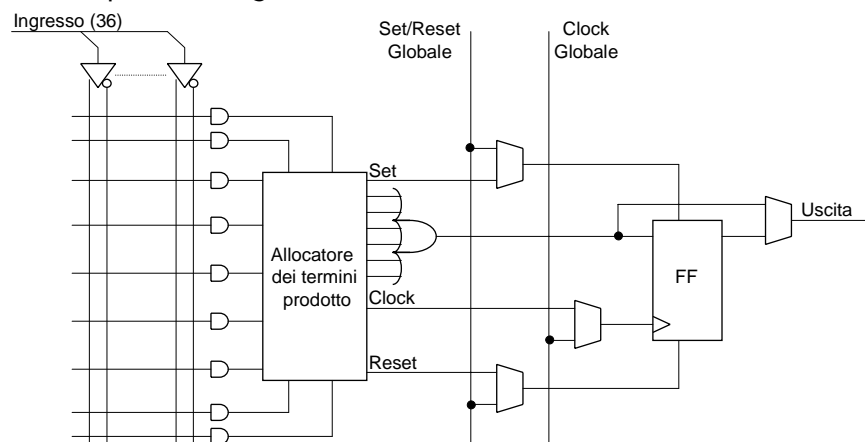 Ingresso (36)
Set/Reset
Globale
Clock
Globale
Set
Uscita
Allocatore
dei termini
prodotto
FF
Clock
Reset